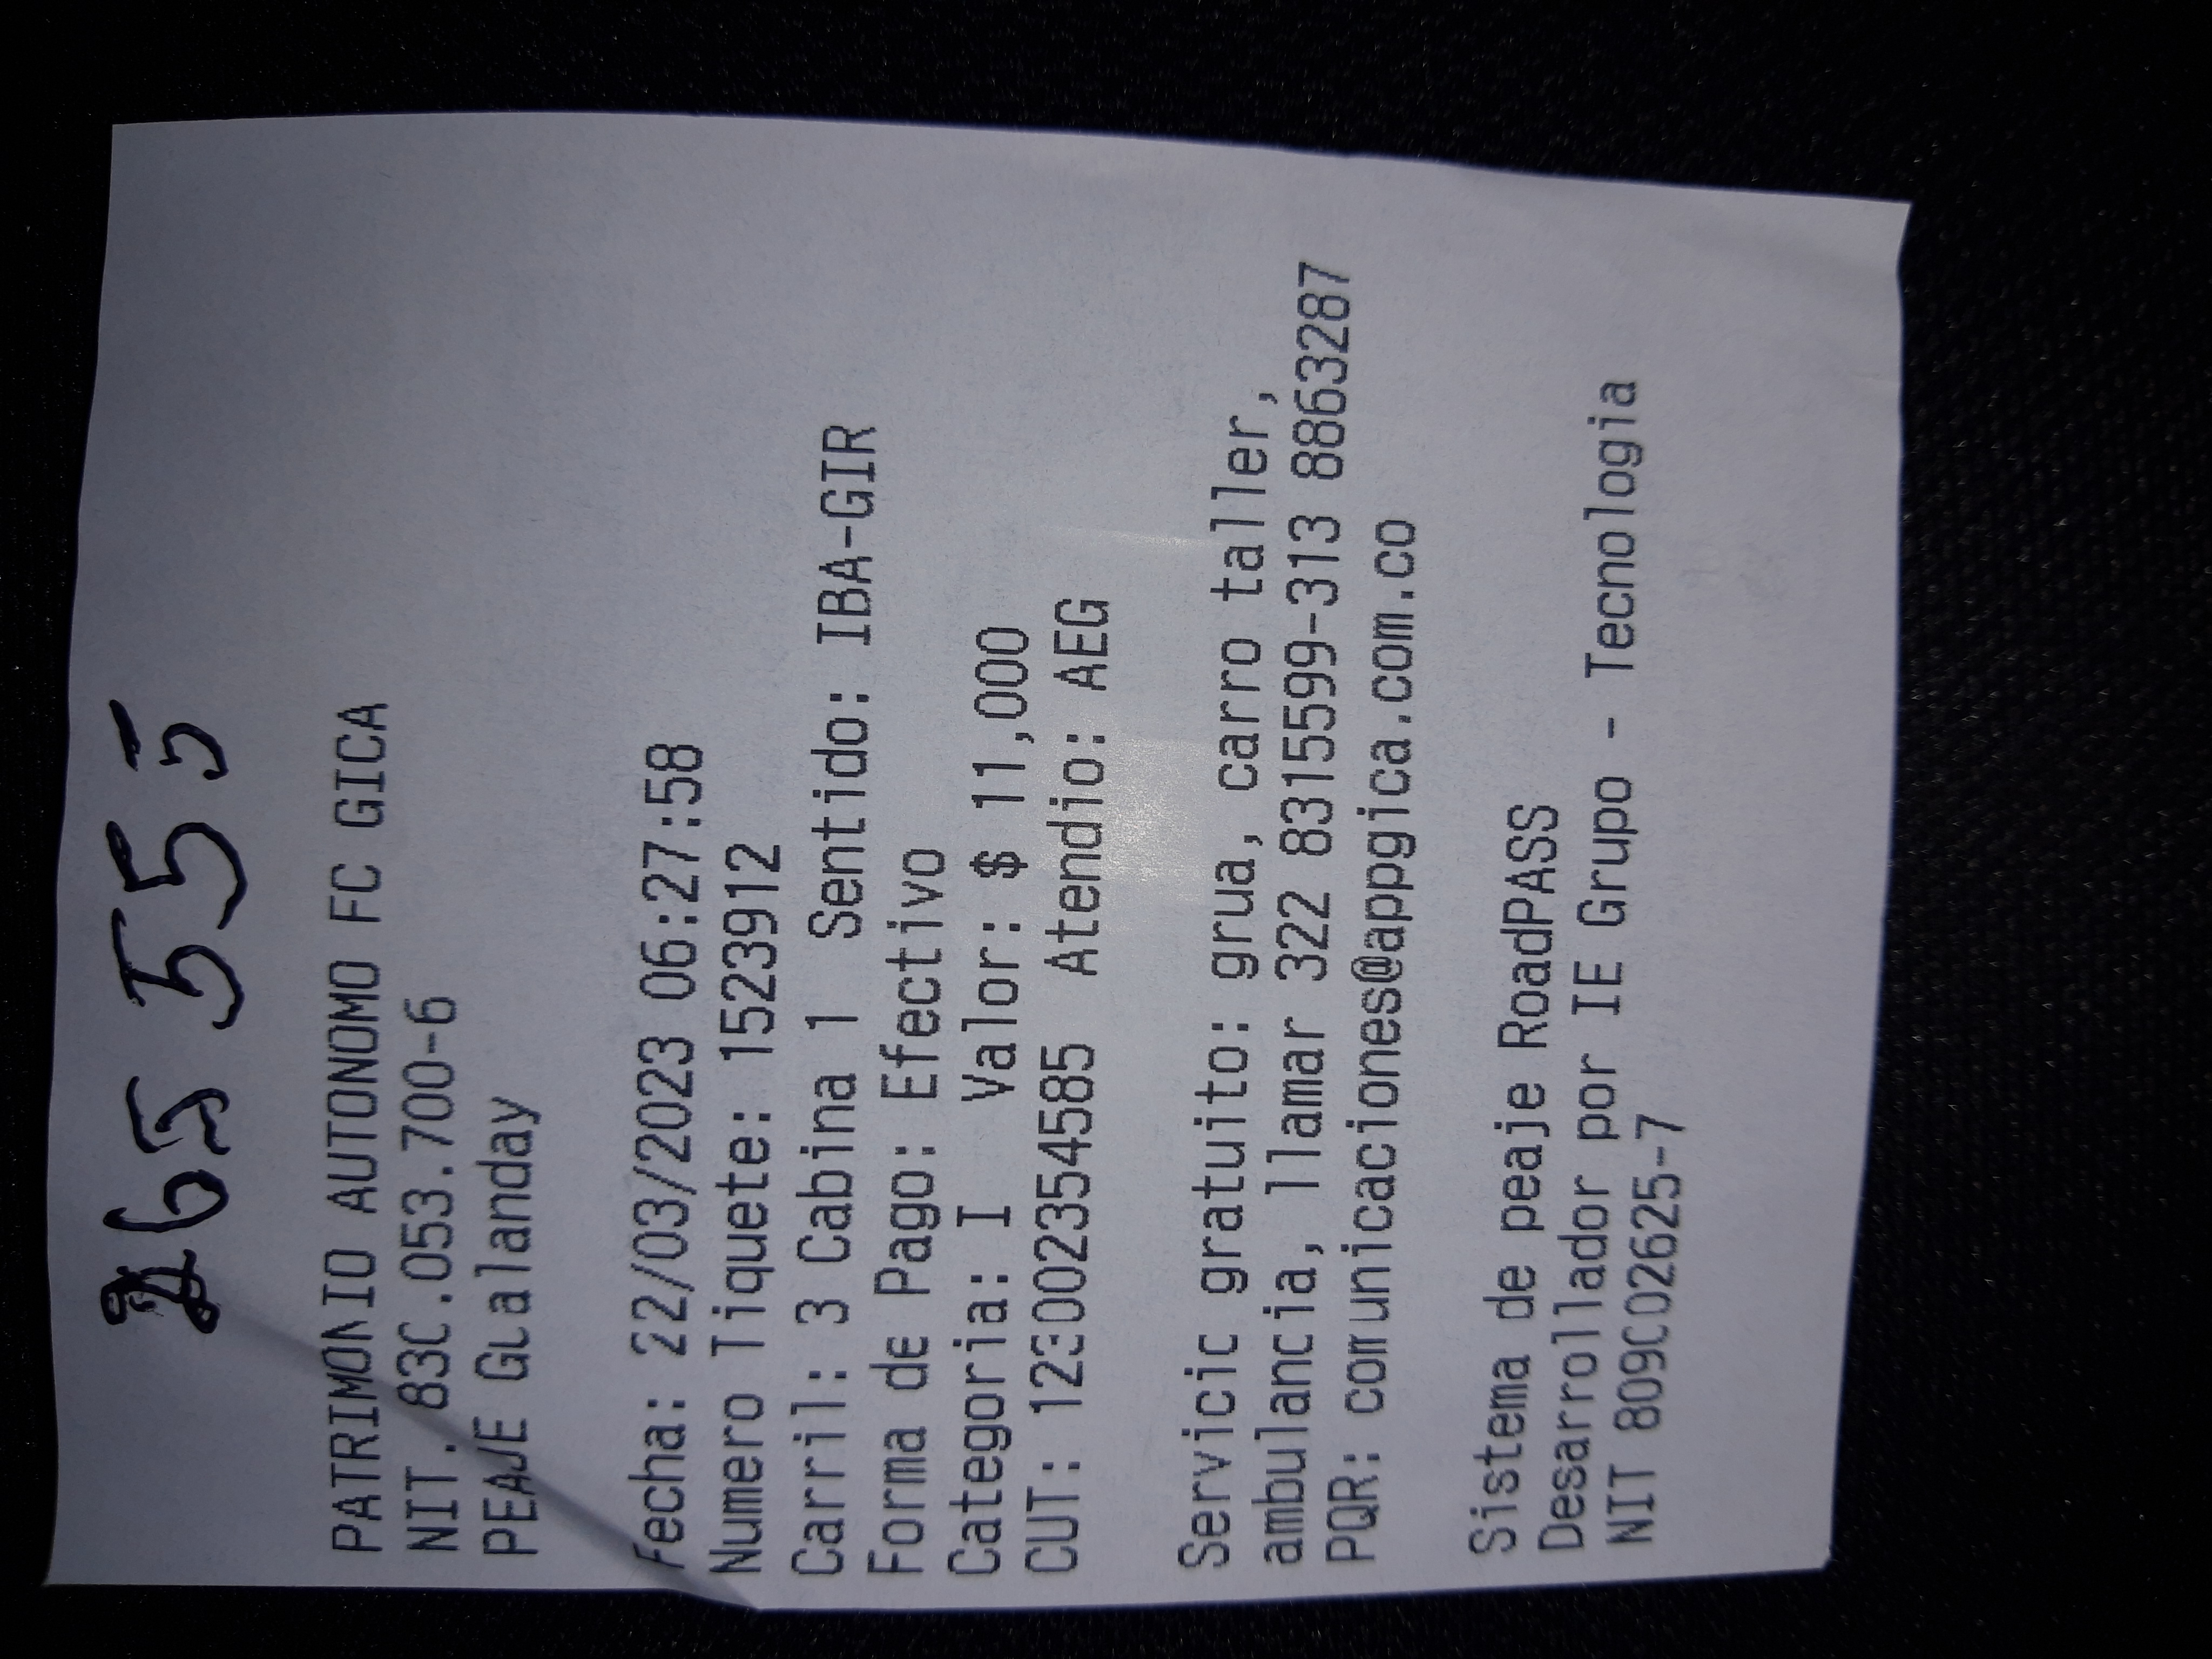 265555
PATRIMONIO AUTONOMO FC GICA
NIT. 830.053.700-6
PEAJE Gualanday
Fecha: 22/03/2023 06:27:58
Numero Tiquete: 1523912
Carril: 3 Cabina 1 Sentido: IBA-GIR
Forma de Pago: Efectivo
Categoria: I Valor: $ 11,000
CUT: Atendio: AEG
Servicio gratuito: grua, carro taller,
ambulancia, llamar 322 8315599-313 8863287
PQR: comunicaciones@appgica.com.co
Sistema de peaje RoadPASS
Desarrollador por IE Grupo - Tecnologia
NIT 809002625-7